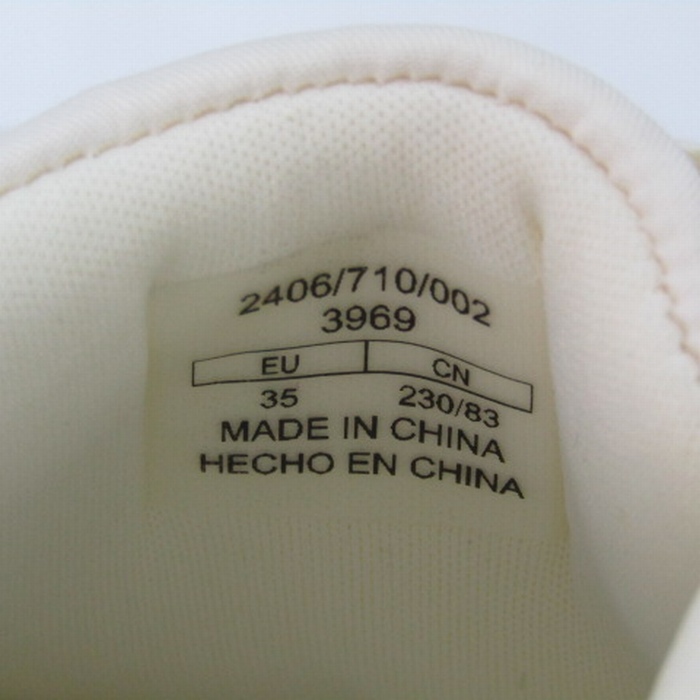 2406/710/002
3969
EU CN
35 230/83
MADE IN CHINA
HECHO EN CHINA